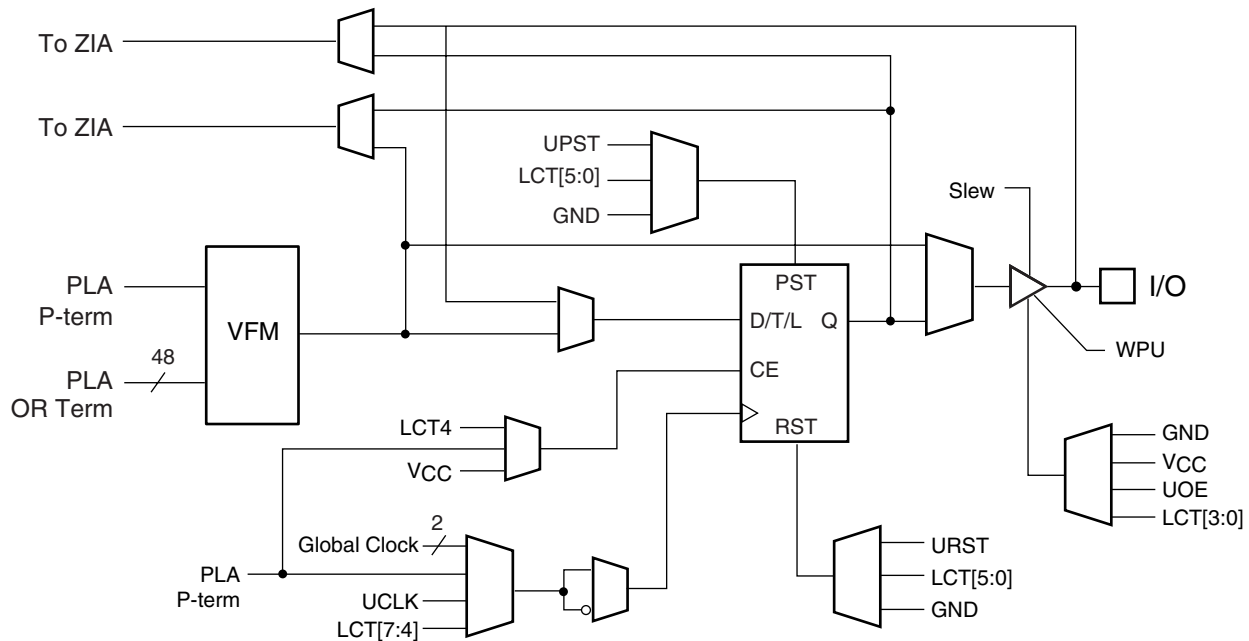 To ZIA
To ZIA
UPST
LCT[5:0]
GND
Slew
PLA
P-term
VFM
PST
I/O
D/T/L
Q
WPU
48
PLA
OR Term
CE
LCT4
RST
VCC
GND
VCC
UOE
LCT[3:0]
2
Global Clock
URST
PLA
P-term
LCT[5:0]
UCLK
GND
LCT[7:4]